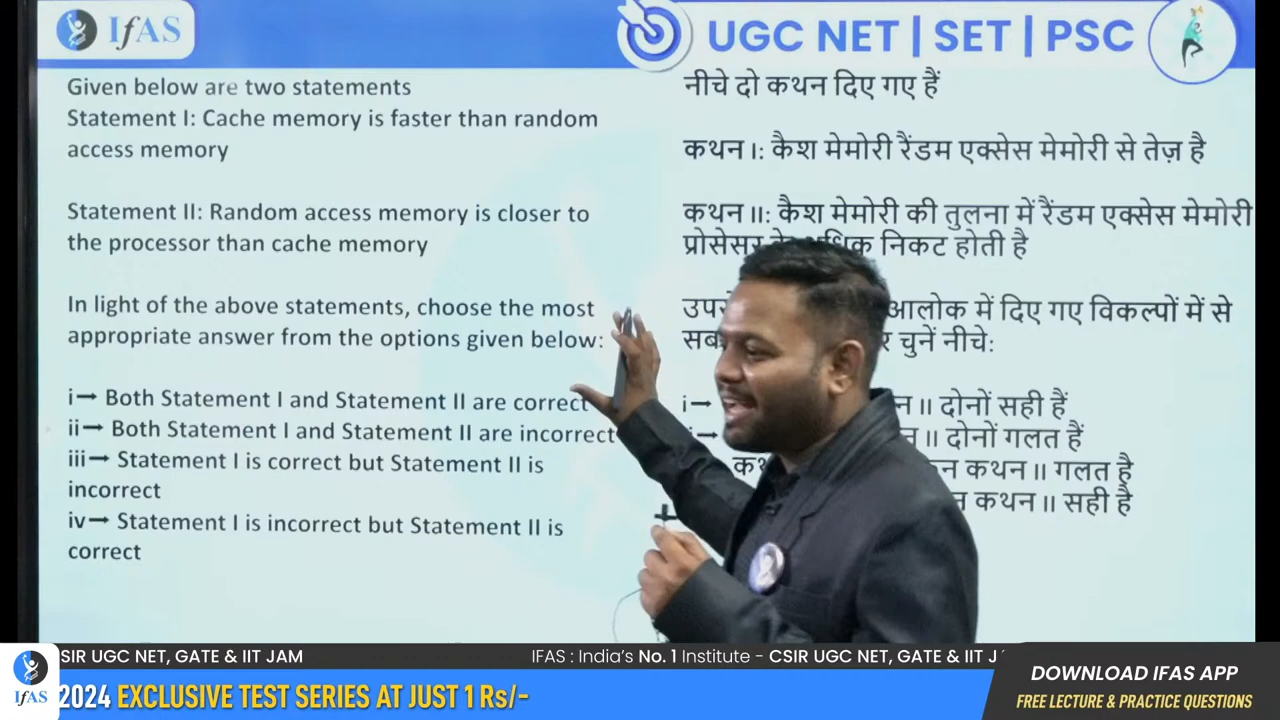 IfAS
UGC NET | SET | PSC
Given below are two statements
Statement I: Cache memory is faster than random
access memory
Statement II: Random access memory is closer to
the processor than cache memory
In light of the above statements, choose the most
appropriate answer from the options given below:
i→ Both Statement I and Statement II are correct
ii→ Both Statement I and Statement II are incorrect
iii→ Statement I is correct but Statement II is
incorrect
iv→ Statement I is incorrect but Statement II is
correct
नीचे दो कथन दिए गए हैं
कथन I: कैश मेमोरी रैंडम एक्सेस मेमोरी से तेज़ है
कथन II: कैश मेमोरी की तुलना में रैंडम एक्सेस मेमोरी
प्रोसेसर निकट होती है
आलोक में दिए गए विकल्पों में से
चुनें नीचे:
i→ II दोनों सही हैं
II दोनों गलत हैं
कथन II गलत है
कथन II सही है
CSIR UGC NET, GATE & IIT JAM
IFAS : India's No. 1 Institute - CSIR UGC NET, GATE & IIT
IfAS
2024 EXCLUSIVE TEST SERIES AT JUST 1 Rs/-
DOWNLOAD IFAS APP
FREE LECTURE & PRACTICE QUESTIONS